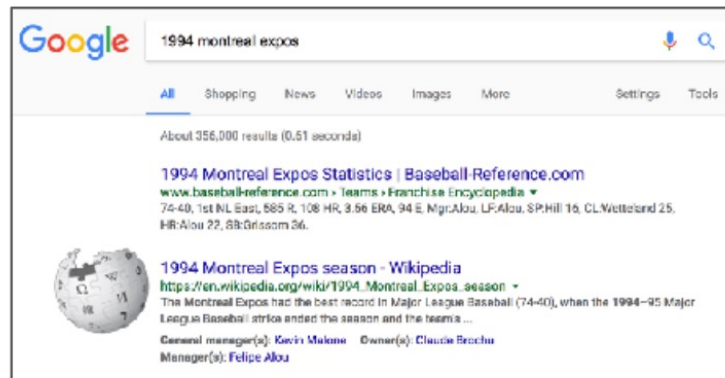 Google 1994 montreal expos
All Shopping News Videos Images More Settings Tools
About 356,000 results (0.61 seconds)
1994 Montreal Expos Statistics | Baseball-Reference.com
www.baseball-reference.com › Teams › Franchise Encyclopedia ▼
74-40, 1st NL East, 585 R, 108 HR, 3.56 ERA, 94 E, Mgr:Alou, LF:Alou, SP:Hill 16, CL:Wetteland 25,
HR:Alou 22, SB:Grissom 36.
1994 Montreal Expos season - Wikipedia
https://en.wikipedia.org/wiki/1994_Montreal_Expos_season ▼
The Montreal Expos had the best record in Major League Baseball (74-40), when the 1994–95 Major
League Baseball strike ended the season and the team's ...
General manager(s): Kevin Malone Owner(s): Claude Brochu
Manager(s): Felipe Alou